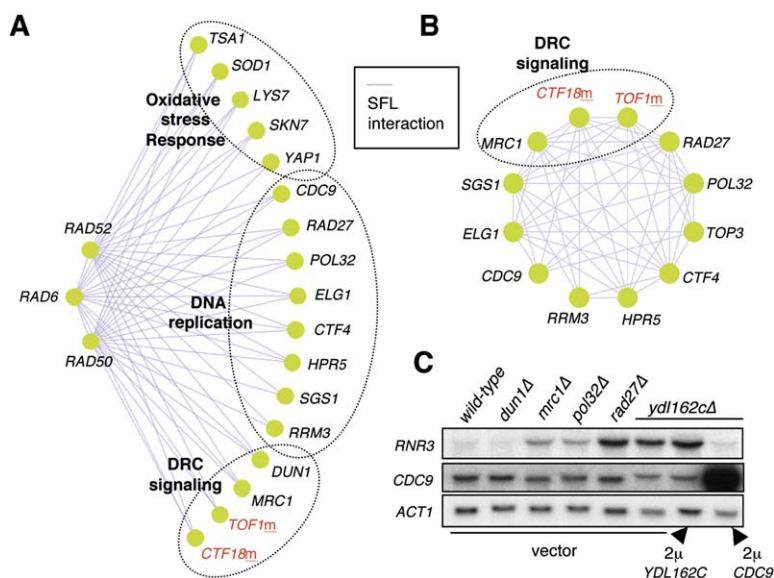 A
TSA1
SOD1
LYS7
SKN7
YAP1
Oxidative
stress
Response
CDC9
RAD27
POL32
ELG1
CTF4
HPR5
SGS1
RRM3
DNA
replication
RAD52
RAD6
RAD50
DRC
signaling
DUN1
MRC1
TOF1m
CTF18m
SFL
interaction
B
DRC
signaling
CTF18m
TOF1m
MRC1
RAD27
SGS1
POL32
ELG1
TOP3
CDC9
CTF4
RRM3
HPR5
C
wild-type
dun1Δ
mrc1Δ
pol32Δ
rad27Δ
ydl162cΔ
RNR3
CDC9
ACT1
vector
2μ
YDL162C
2μ
CDC9